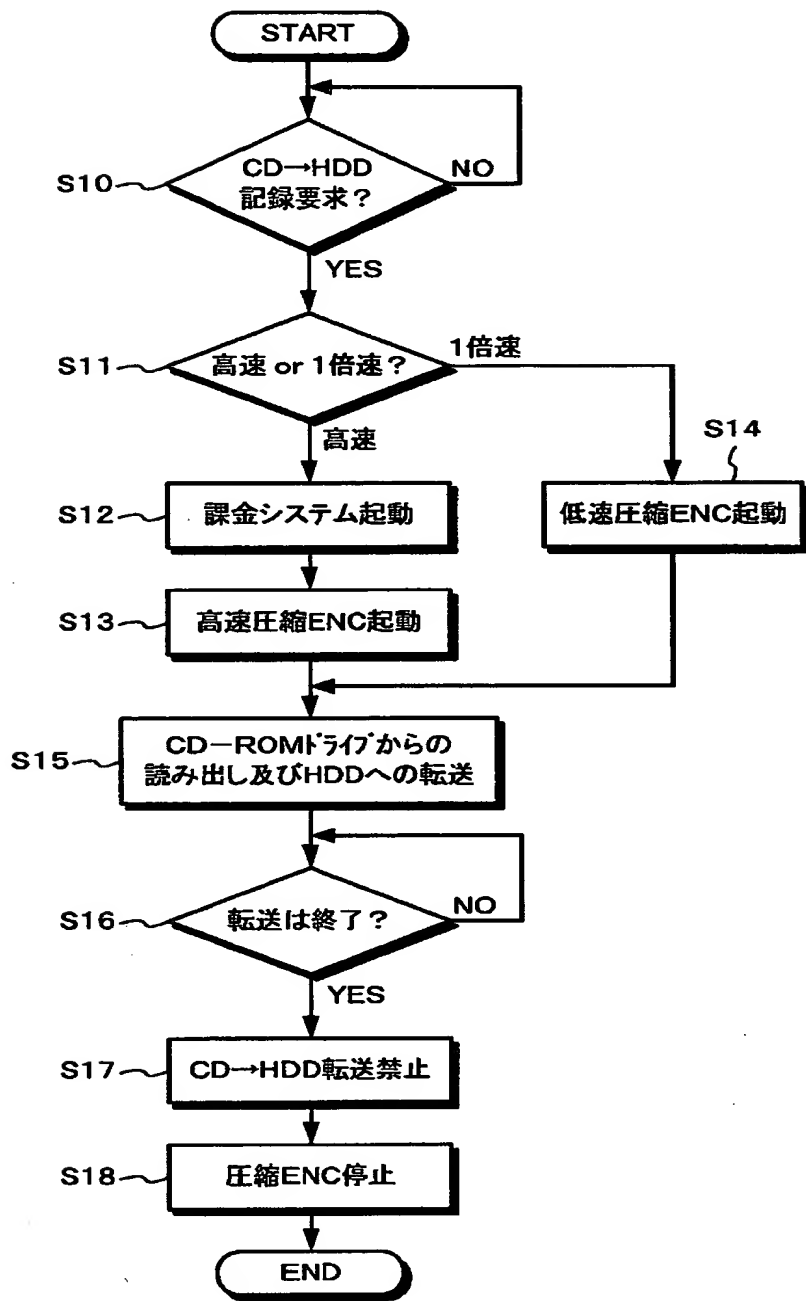 START
S10
CD→HDD
記録要求？
NO
YES
S11
高速 or 1倍速？
1倍速
高速
S12
課金システム起動
S14
低速圧縮ENC起動
S13
高速圧縮ENC起動
S15
CD－ROMﾄﾞﾗｲﾌﾞからの
読み出し及びHDDへの転送
S16
転送は終了？
NO
YES
S17
CD→HDD転送禁止
S18
圧縮ENC停止
END